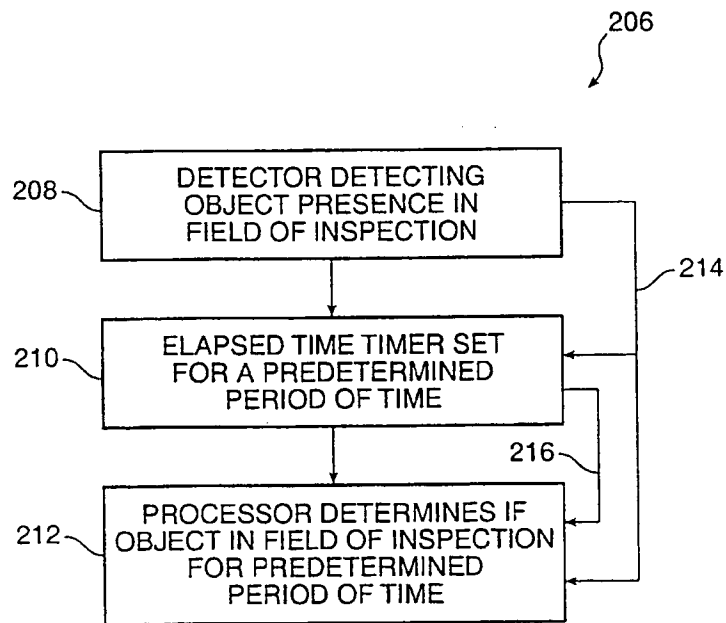 206
208
DETECTOR DETECTING
OBJECT PRESENCE IN
FIELD OF INSPECTION
214
210
ELAPSED TIME TIMER SET
FOR A PREDETERMINED
PERIOD OF TIME
216
212
PROCESSOR DETERMINES IF
OBJECT IN FIELD OF INSPECTION
FOR PREDETERMINED
PERIOD OF TIME